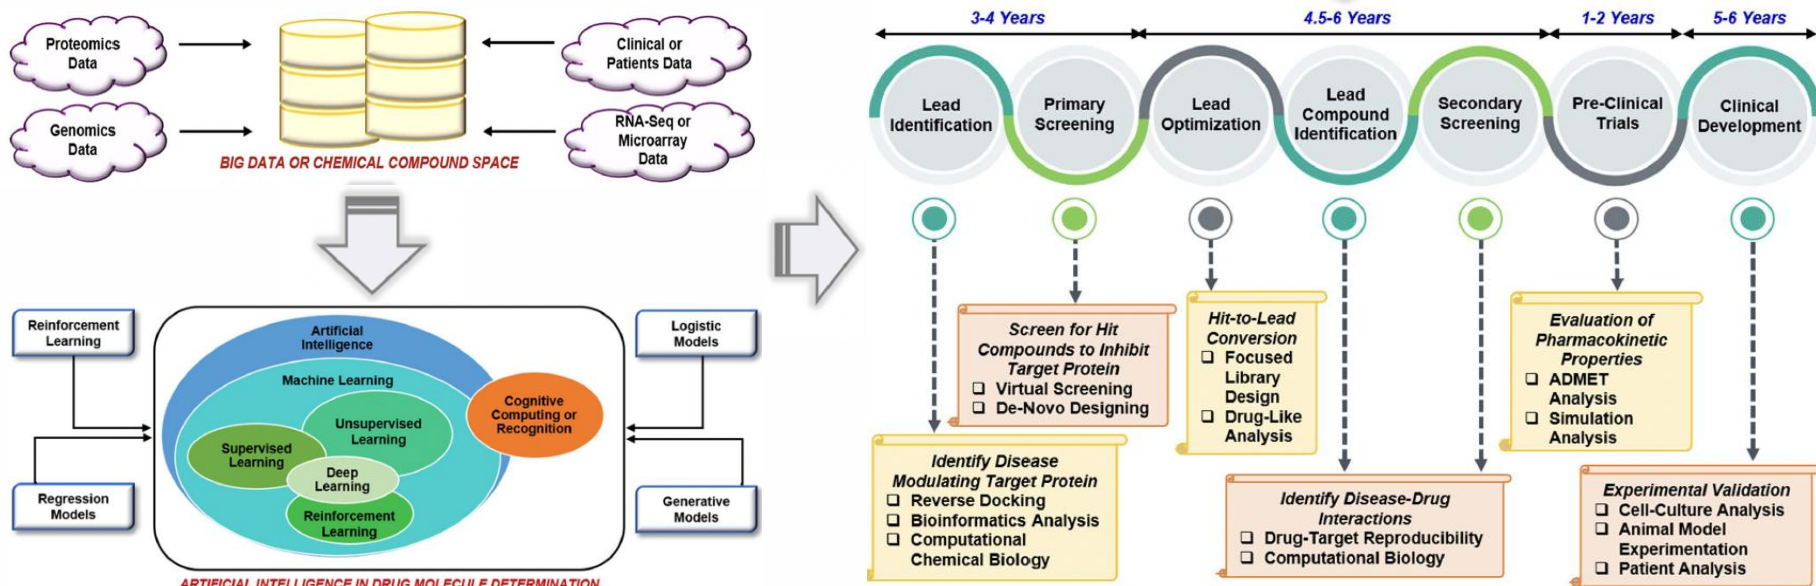 Proteomics
Data
Genomics
Data
Clinical or
Patients Data
RNA-Seq or
Microarray
Data
BIG DATA OR CHEMICAL COMPOUND SPACE
Reinforcement
Learning
Regression
Models
Logistic
Models
Generative
Models
Artificial
Intelligence
Machine Learning
Unsupervised
Learning
Supervised
Learning
Deep
Learning
Reinforcement
Learning
Cognitive
Computing or
Recognition
ARTIFICIAL INTELLIGENCE IN DRUG MOLECULE DETERMINATION
3-4 Years
4.5-6 Years
1-2 Years
5-6 Years
Lead
Identification
Primary
Screening
Lead
Optimization
Lead
Compound
Identification
Secondary
Screening
Pre-Clinical
Trials
Clinical
Development
Identify Disease
Modulating Target Protein
Reverse Docking
Bioinformatics Analysis
Computational
Chemical Biology
Screen for Hit
Compounds to Inhibit
Target Protein
Virtual Screening
De-Novo Designing
Hit-to-Lead
Conversion
Focused
Library
Design
Drug-Like
Analysis
Identify Disease-Drug
Interactions
Drug-Target Reproducibility
Computational Biology
Evaluation of
Pharmacokinetic
Properties
ADMET
Analysis
Simulation
Analysis
Experimental Validation
Cell-Culture Analysis
Animal Model
Experimentation
Patient Analysis